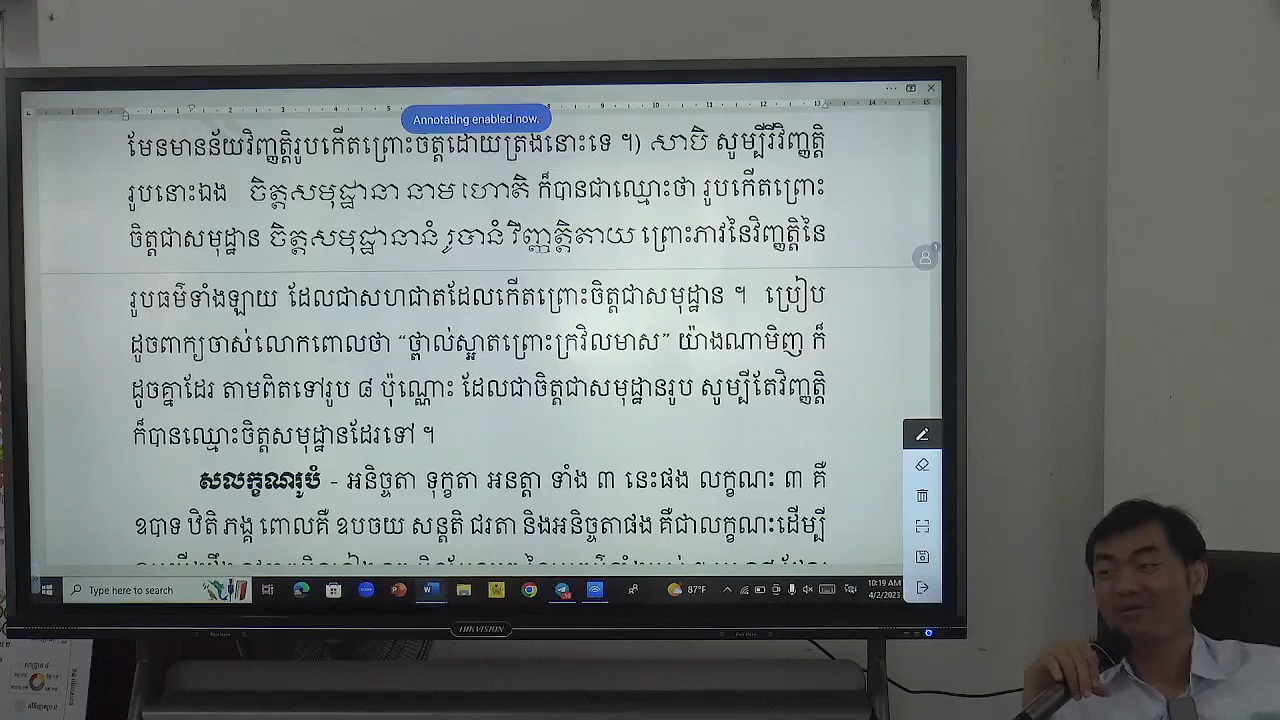 Annotating enabled now.
មែនមានន័យវិញ្ញត្តិរូបកើតព្រោះចិត្តដោយត្រង់នោះទេ ។) សាបិ សូម្បីរីវិញ្ញត្តិ
រូបនោះឯង ចិត្តសមុដ្ឋានា នាម ហោតិ ក៏បានជាឈ្មោះថា រូបកើតព្រោះ
ចិត្តជាសមុដ្ឋាន ចិត្តសមុដ្ឋានានំ រូបានំ វិញ្ញត្តិតាយ ព្រោះភាវនៃវិញ្ញត្តិនៃ
រូបធម៌ទាំងឡាយ ដែលជាសហជាតដែលកើតព្រោះចិត្តជាសមុដ្ឋាន ។ ប្រៀប
ដូចពាក្យចាស់លោកពោលថា “ថ្ពាល់ស្អាតព្រោះក្រវិលមាស” យ៉ាងណាមិញ ក៏
ដូចគ្នាដែរ តាមពិតទៅរូប ៨ ប៉ុណ្ណោះ ដែលជាចិត្តជាសមុដ្ឋានរូប សូម្បីតែវិញ្ញត្តិ
ក៏បានឈ្មោះចិត្តសមុដ្ឋានដែរទៅ ។
សលក្ខណរូបំ - អនិច្ចតា ទុក្ខតា អនត្តា ទាំង ៣ នេះផង លក្ខណៈ ៣ គឺ
ឧបាទ ឋិតិ ភង្គ ពោលគឺ ឧបចយ សន្តតិ ជរតា និងអនិច្ចតាផង គឺជាលក្ខណៈដើម្បី
Type here to search
87°F
10:19 AM
4/2/2023
HIKVISION